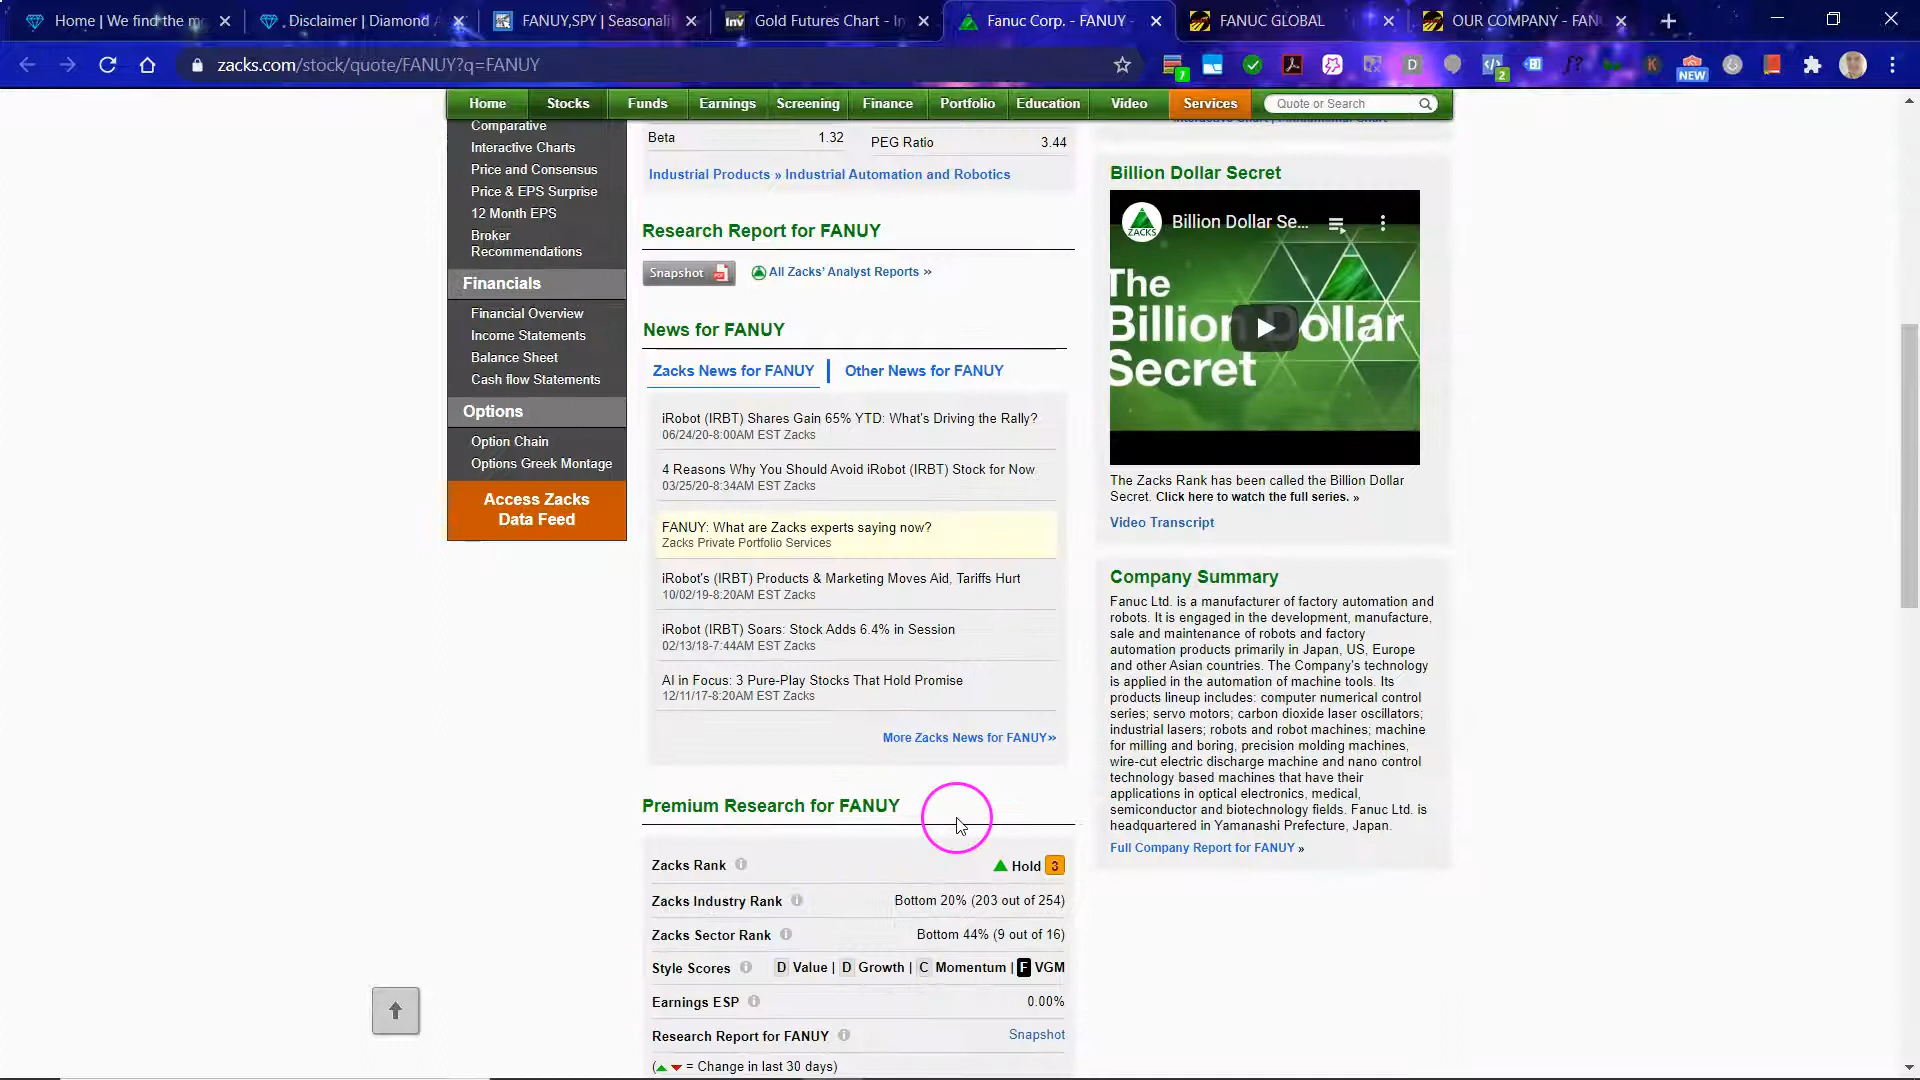 Home | We find the m
Disclaimer | Diamond
FANUY,SPY | Seasonali
Gold Futures Chart - In
Fanuc Corp. - FANUY -
FANUC GLOBAL
OUR COMPANY - FAN
zacks.com/stock/quote/FANUY?q=FANUY
Home
Stocks
Funds
Earnings
Screening
Finance
Portfolio
Education
Video
Services
Quote or Search
Comparative
Interactive Charts
Price and Consensus
Price & EPS Surprise
12 Month EPS
Broker
Recommendations
Financials
Financial Overview
Income Statements
Balance Sheet
Cash flow Statements
Options
Option Chain
Options Greek Montage
Access Zacks
Data Feed
Beta 1.32
PEG Ratio 3.44
Industrial Products » Industrial Automation and Robotics
Research Report for FANUY
Snapshot
All Zacks' Analyst Reports »
News for FANUY
Zacks News for FANUY
Other News for FANUY
iRobot (IRBT) Shares Gain 65% YTD: What's Driving the Rally?
06/24/20-8:00AM EST Zacks
4 Reasons Why You Should Avoid iRobot (IRBT) Stock for Now
03/25/20-8:34AM EST Zacks
FANUY: What are Zacks experts saying now?
Zacks Private Portfolio Services
iRobot's (IRBT) Products & Marketing Moves Aid, Tariffs Hurt
10/02/19-8:20AM EST Zacks
iRobot (IRBT) Soars: Stock Adds 6.4% in Session
02/13/18-7:44AM EST Zacks
AI in Focus: 3 Pure-Play Stocks That Hold Promise
12/11/17-8:20AM EST Zacks
More Zacks News for FANUY»
Premium Research for FANUY
Zacks Rank Hold 3
Zacks Industry Rank Bottom 20% (203 out of 254)
Zacks Sector Rank Bottom 44% (9 out of 16)
Style Scores D Value | D Growth | C Momentum | F VGM
Earnings ESP 0.00%
Research Report for FANUY Snapshot
( = Change in last 30 days)
Billion Dollar Secret
ZACKS
Billion Dollar Se...
The
Billion Dollar
Secret
The Zacks Rank has been called the Billion Dollar
Secret. Click here to watch the full series. »
Video Transcript
Company Summary
Fanuc Ltd. is a manufacturer of factory automation and
robots. It is engaged in the development, manufacture,
sale and maintenance of robots and factory
automation products primarily in Japan, US, Europe
and other Asian countries. The Company's technology
is applied in the automation of machine tools. Its
products lineup includes: computer numerical control
series; servo motors; carbon dioxide laser oscillators;
industrial lasers; robots and robot machines; machine
for milling and boring, precision molding machines,
wire-cut electric discharge machine and nano control
technology based machines that have their
applications in optical electronics, medical,
semiconductor and biotechnology fields. Fanuc Ltd. is
headquartered in Yamanashi Prefecture, Japan.
Full Company Report for FANUY »